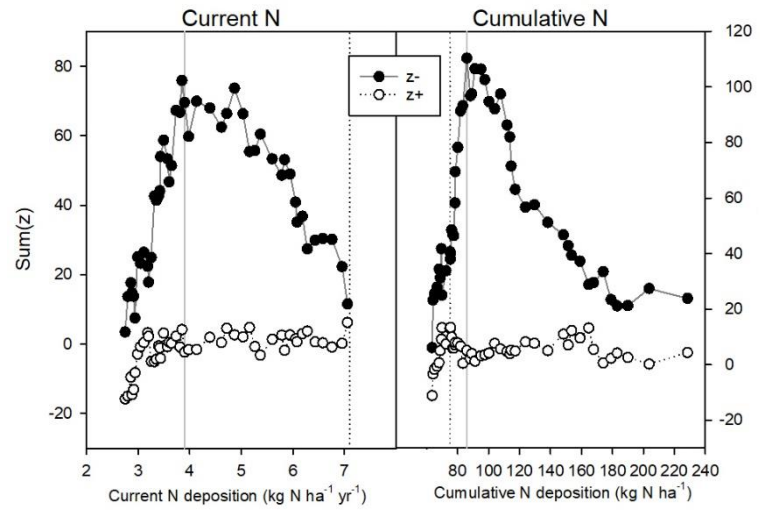 Current N
Cumulative N
Sum(z)
80
60
40
20
0
-20
120
100
80
60
40
20
0
-20
z-
z+
2 3 4 5 6 7
80 100 120 140 160 180 200 220 240
Current N deposition (kg N ha⁻¹ yr⁻¹)
Cumulative N deposition (kg N ha⁻¹)